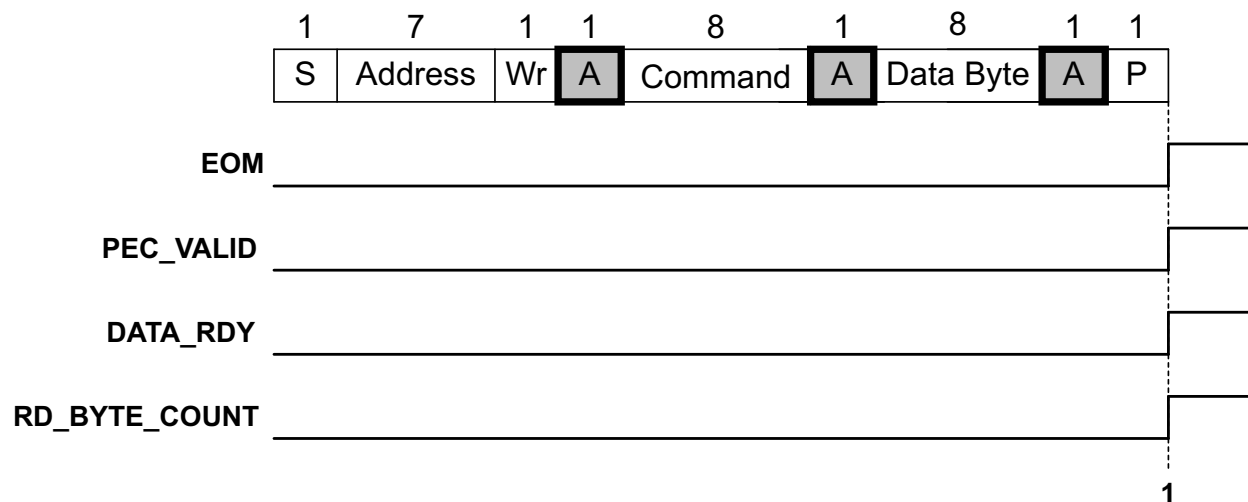 1 7 1 1 8 1 8 1 1
S Address Wr A Command A Data Byte A P
EOM
PEC_VALID
DATA_RDY
RD_BYTE_COUNT
1